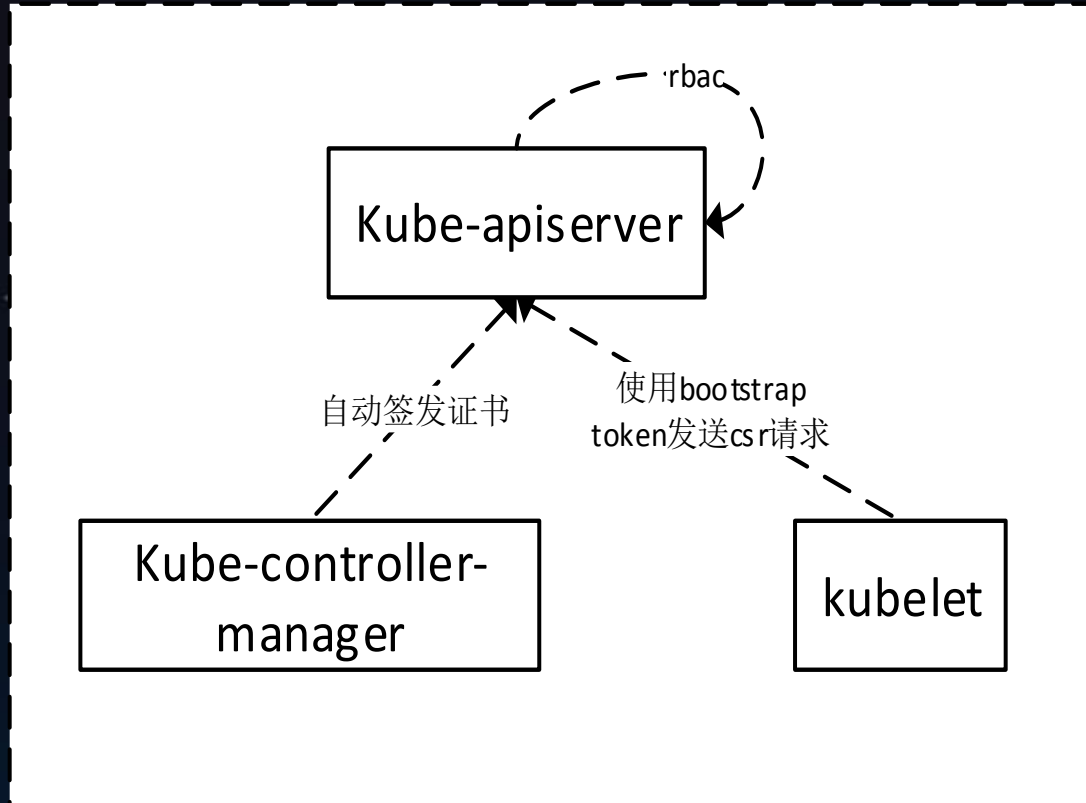 rbac
Kube-apiserver
自动签发证书
使用bootstrap
token发送csr请求
Kube-controller-
manager
kubelet